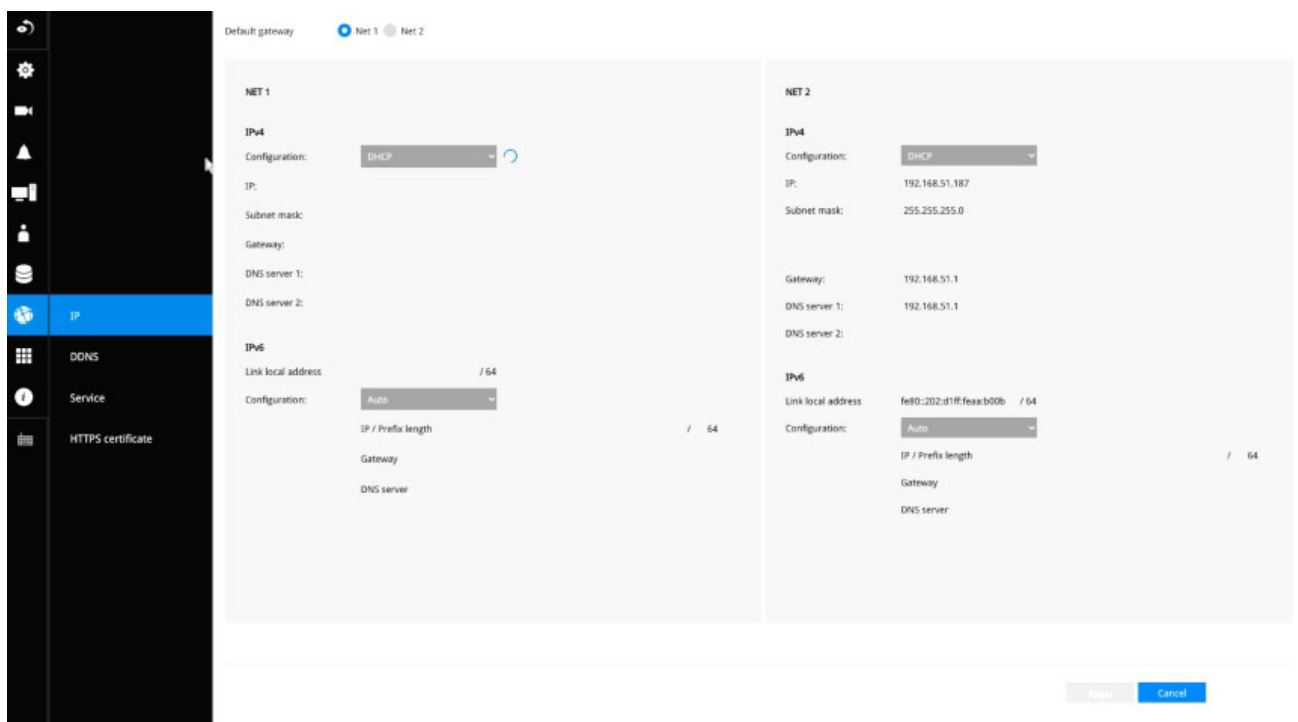 Default gateway Net 1 Net 2
NET 1
IPv4
Configuration: DHCP
IP:
Subnet mask:
Gateway:
DNS server 1:
DNS server 2:
IPv6
Link local address / 64
Configuration: Auto
IP / Prefix length / 64
Gateway
DNS server
NET 2
IPv4
Configuration: DHCP
IP: 192.168.51.187
Subnet mask: 255.255.255.0
Gateway: 192.168.51.1
DNS server 1: 192.168.51.1
DNS server 2:
IPv6
Link local address fe80::202:d1ff:feaa:b00b / 64
Configuration: Auto
IP / Prefix length / 64
Gateway
DNS server
IP
DDNS
Service
HTTPS certificate
Apply Cancel